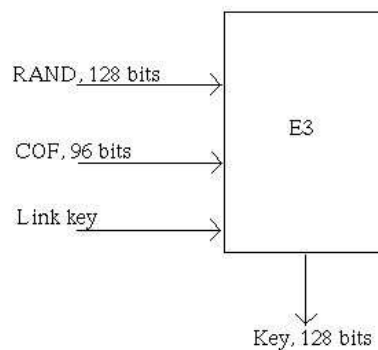 RAND, 128 bits
E3
COF, 96 bits
Link key
Key, 128 bits